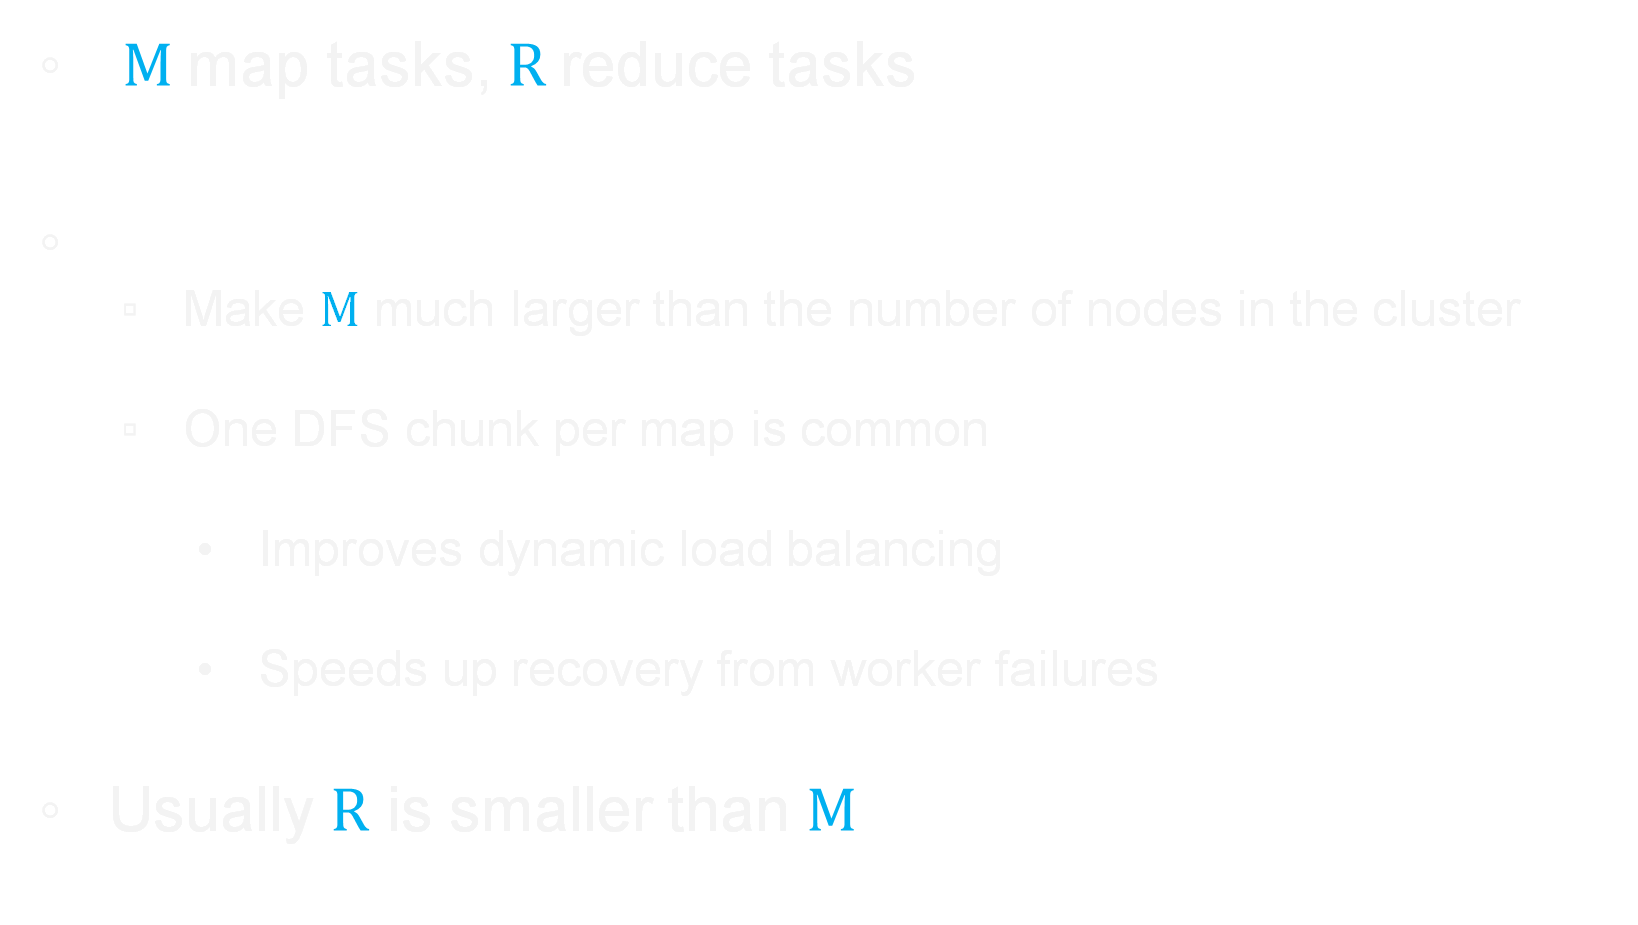 M map tasks, R reduce tasks
Make M much larger than the number of nodes in the cluster
One DFS chunk per map is common
• Improves dynamic load balancing
• Speeds up recovery from worker failures
Usually R is smaller than M